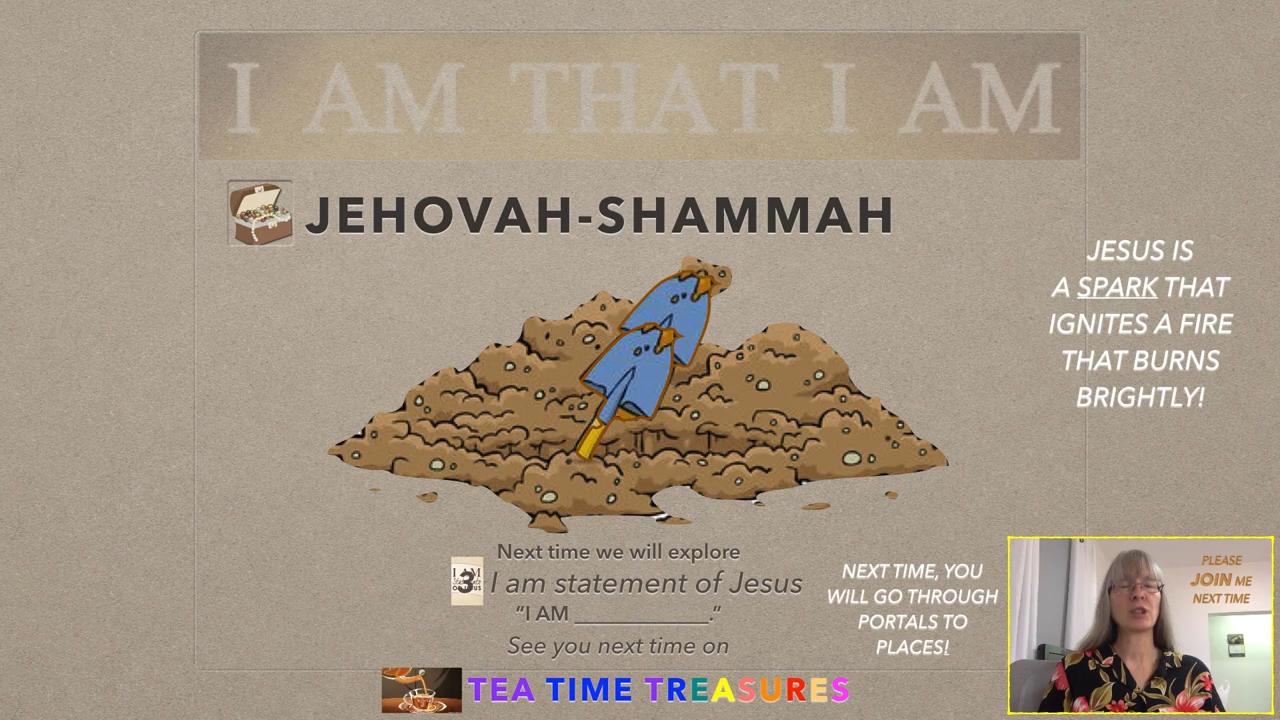 I AM THAT I AM
JEHOVAH-SHAMMAH
JESUS IS
A SPARK THAT
IGNITES A FIRE
THAT BURNS
BRIGHTLY!
Next time we will explore
3
I am statement of Jesus
“I AM ____________.”
See you next time on
TEA TIME TREASURES
NEXT TIME, YOU
WILL GO THROUGH
PORTALS TO
PLACES!
PLEASE
JOIN ME
NEXT TIME